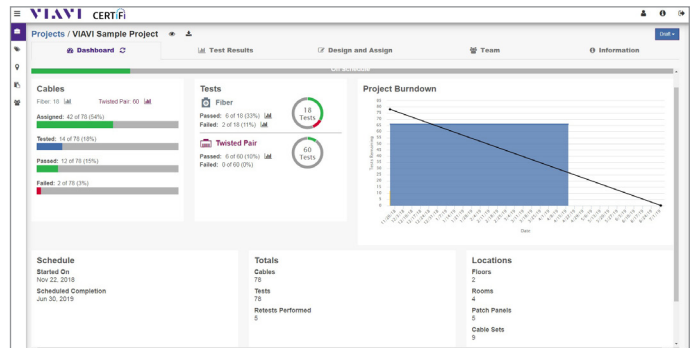 VIAVI CERTiFi
Projects / VIAVI Sample Project
Draft
Dashboard
Test Results
Design and Assign
Team
Information
On Schedule
Cables
Fiber: 18
Twisted Pair: 60
Assigned: 42 of 78 (54%)
Tested: 14 of 78 (18%)
Passed: 12 of 78 (15%)
Failed: 2 of 78 (3%)
Tests
Fiber
Passed: 6 of 18 (33%)
Failed: 2 of 18 (11%)
18
Tests
Twisted Pair
Passed: 6 of 60 (10%)
Failed: 0 of 60 (0%)
60
Tests
Project Burndown
Tests Remaining
Date
Schedule
Started On
Nov 22, 2018
Scheduled Completion
Jun 30, 2019
Totals
Cables
78
Tests
78
Retests Performed
5
Locations
Floors
2
Rooms
4
Patch Panels
5
Cable Sets
9